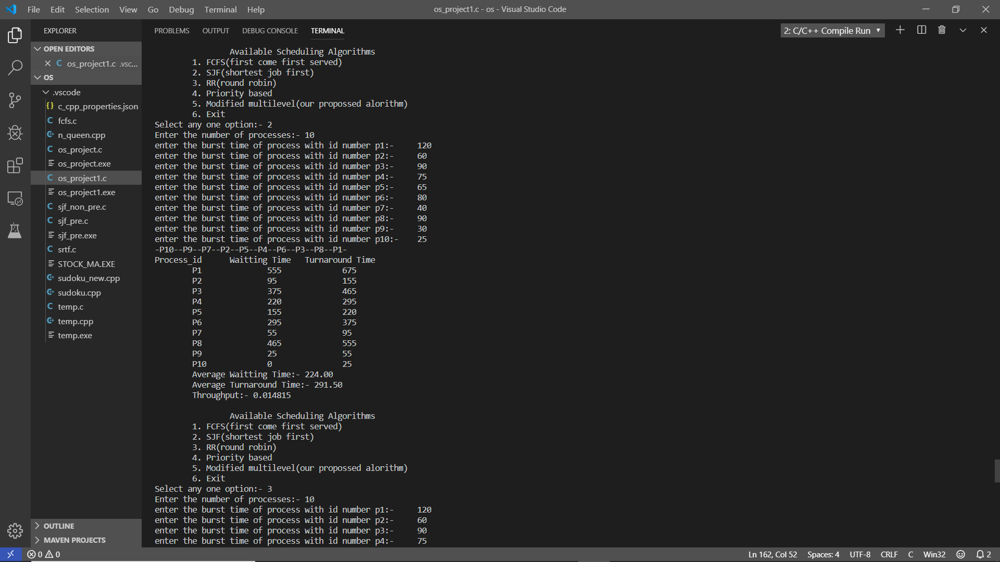 File Edit Selection View Go Debug Terminal Help
os_project1.c - os - Visual Studio Code
EXPLORER
OPEN EDITORS
os_project1.c .vsc...
OS
.vscode
{} c_cpp_properties.json
C fcfs.c
n_queen.cpp
C os_project.c
os_project.exe
C os_project1.c
os_project1.exe
C sjf_non_pre.c
C sjf_pre.c
sjf_pre.exe
C srtf.c
STOCK_MA.EXE
sudoku_new.cpp
sudoku.cpp
C temp.c
temp.cpp
temp.exe
OUTLINE
MAVEN PROJECTS
PROBLEMS OUTPUT DEBUG CONSOLE TERMINAL
2: C/C++ Compile Run
Available Scheduling Algorithms
1. FCFS(first come first served)
2. SJF(shortest job first)
3. RR(round robin)
4. Priority based
5. Modified multilevel(our propossed alorithm)
6. Exit
Select any one option:- 2
Enter the number of processes:- 10
enter the burst time of process with id number p1:- 120
enter the burst time of process with id number p2:- 60
enter the burst time of process with id number p3:- 90
enter the burst time of process with id number p4:- 75
enter the burst time of process with id number p5:- 65
enter the burst time of process with id number p6:- 80
enter the burst time of process with id number p7:- 40
enter the burst time of process with id number p8:- 90
enter the burst time of process with id number p9:- 30
enter the burst time of process with id number p10:- 25
-P10--P9--P7--P2--P5--P4--P6--P3--P8--P1-
Process_id Waitting Time Turnaround Time
P1 555 675
P2 95 155
P3 375 465
P4 220 295
P5 155 220
P6 295 375
P7 55 95
P8 465 555
P9 25 55
P10 0 25
Average Waitting Time:- 224.00
Average Turnaround Time:- 291.50
Throughput:- 0.014815
Available Scheduling Algorithms
1. FCFS(first come first served)
2. SJF(shortest job first)
3. RR(round robin)
4. Priority based
5. Modified multilevel(our propossed alorithm)
6. Exit
Select any one option:- 3
Enter the number of processes:- 10
enter the burst time of process with id number p1:- 120
enter the burst time of process with id number p2:- 60
enter the burst time of process with id number p3:- 90
enter the burst time of process with id number p4:- 75
0 0 Ln 162, Col 52 Spaces: 4 UTF-8 CRLF C Win32 2